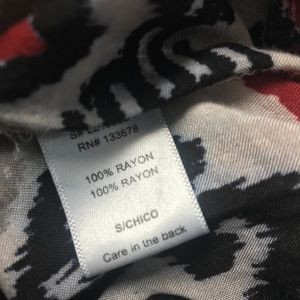 RN# 133678
100% RAYON
100% RAYON
S/CHICO
Care in the back